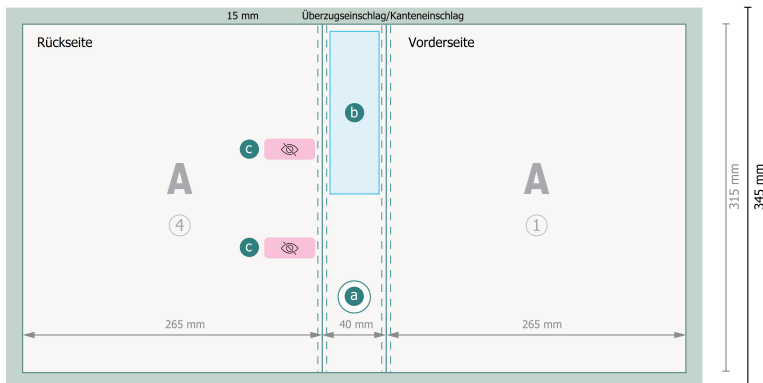 15 mm Überzugseinschlag/Kanteneinschlag
Rückseite
Vorderseite
b
c
A
A
4
1
c
a
265 mm
40 mm
265 mm
315 mm
345 mm